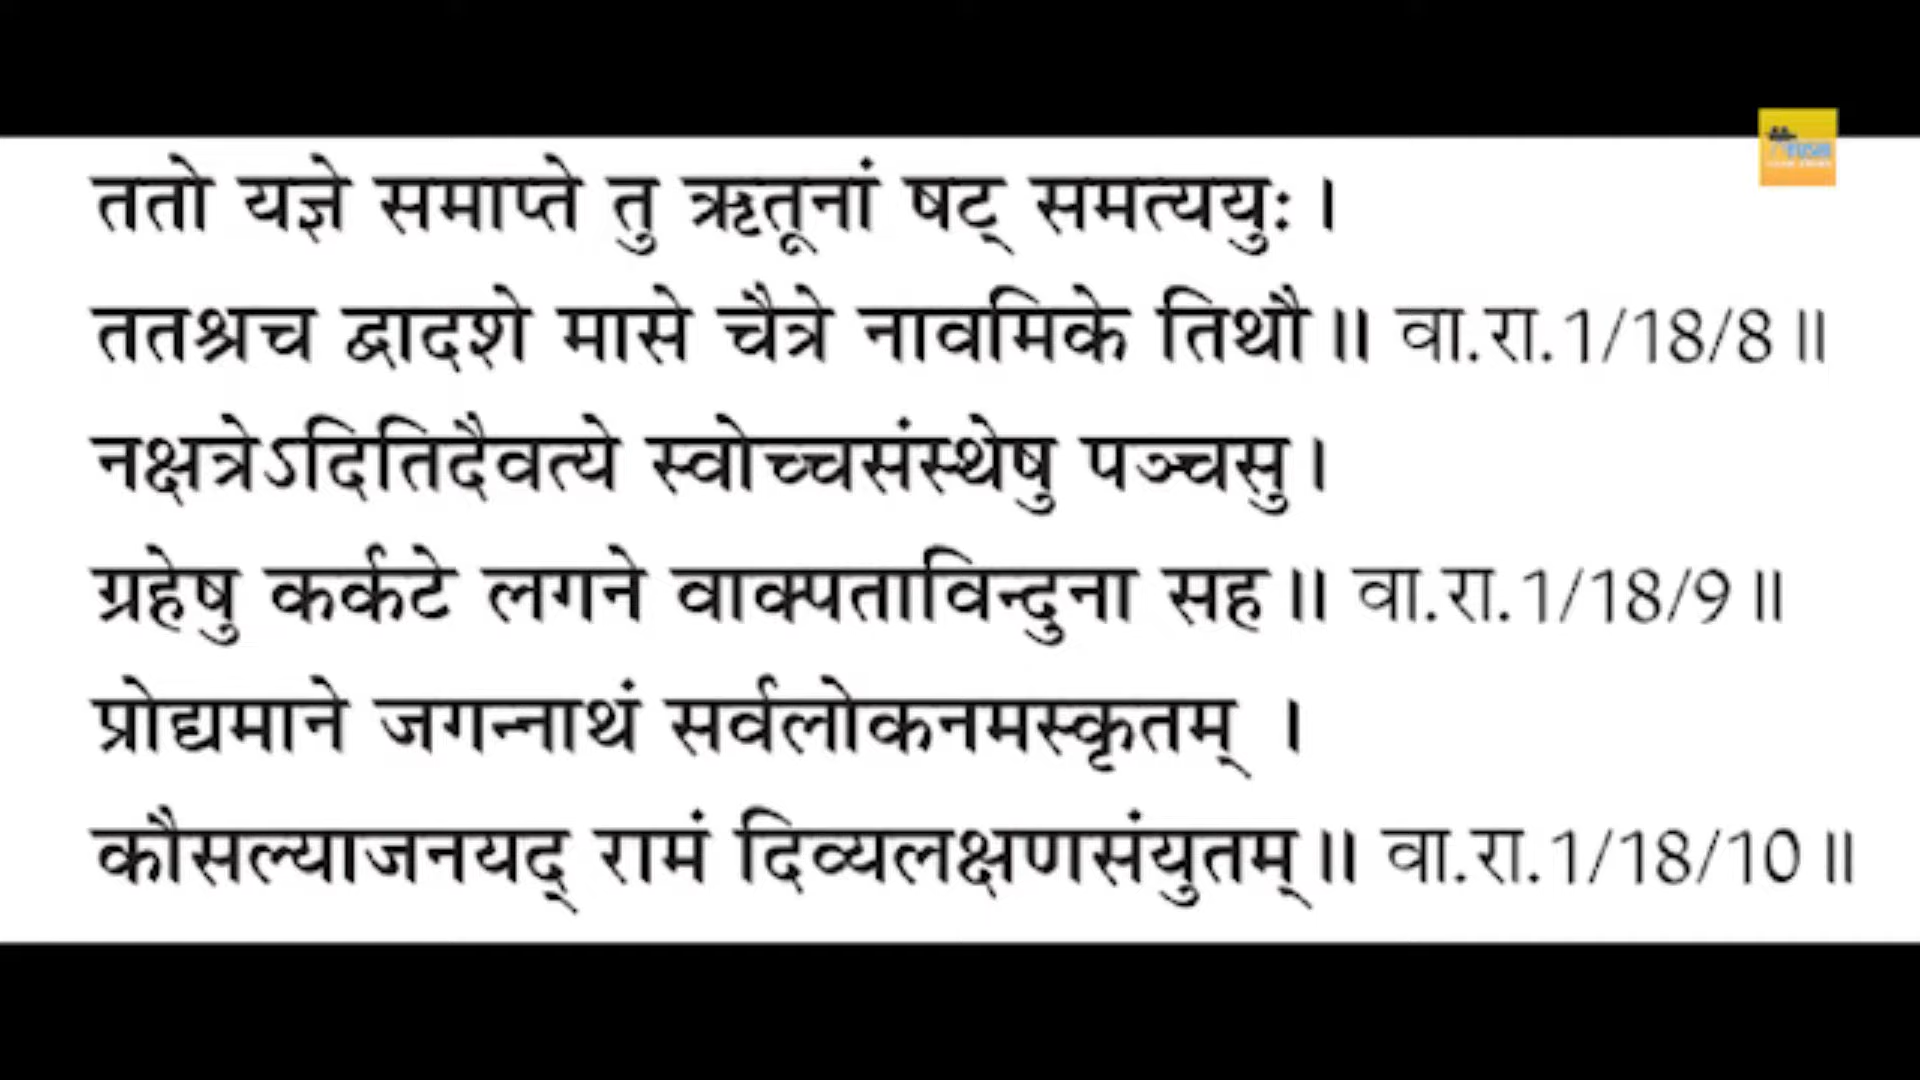 ततो यज्ञे समाप्ते तु ऋतूनां षट् समत्ययुः ।
ततश्रच द्वादशे मासे चैत्रे नावमिके तिथौ ॥ वा.रा.1/18/8 ॥
नक्षत्रेऽदितिदैवत्ये स्वोच्चसंस्थेषु पञ्चसु ।
ग्रहेषु कर्कटे लगने वाक्पताविन्दुना सह ॥ वा.रा.1/18/9 ॥
प्रोद्यमाने जगन्नाथं सर्वलोकनमस्कृतम् ।
कौसल्याजनयद् रामं दिव्यलक्षणसंयुतम् ॥ वा.रा.1/18/10 ॥